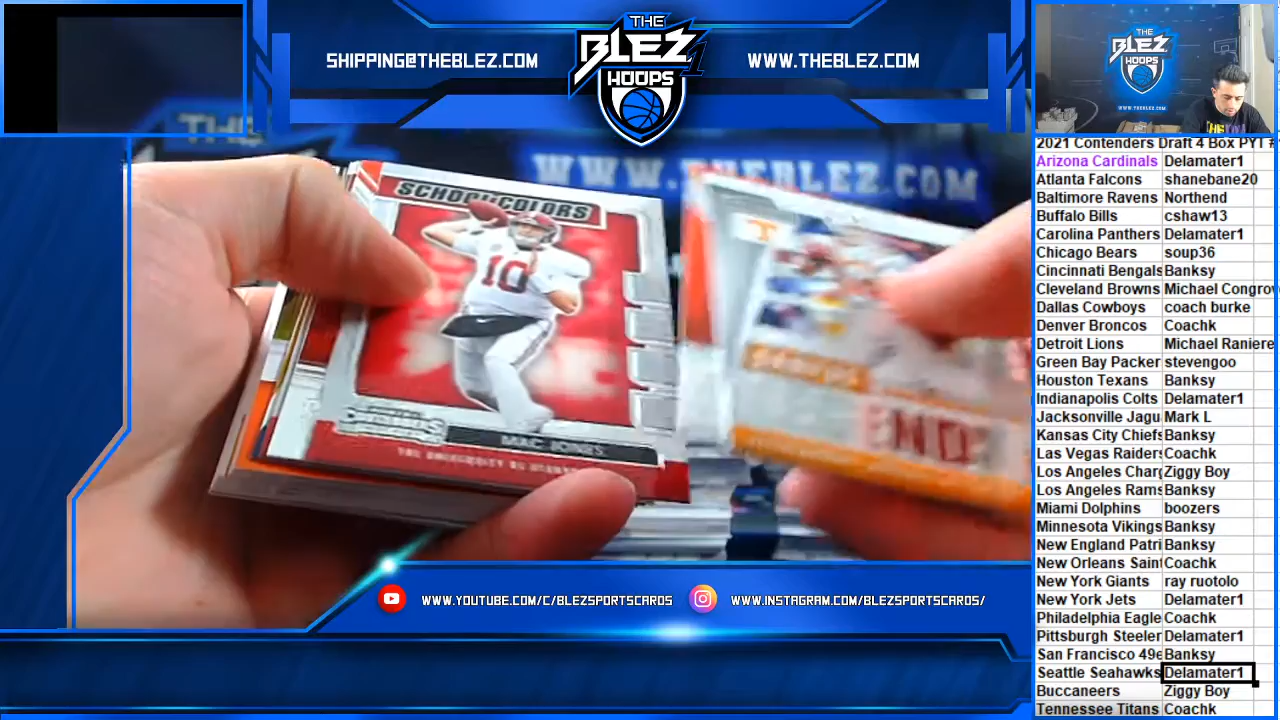 SHIPPING@THEBLEZ.COM
THE
BLEZ
HOOPS
1
WWW.THEBLEZ.COM
THE
BLEZ
HOOPS
WWW.THEBLEZ.COM
SCHOOL COLORS
10
MAC JONES
T
END
WWW.YOUTUBE.COM/C/BLEZSPORTSCARDS
WWW.INSTAGRAM.COM/BLEZSPORTSCARDS/
2021 Contenders Draft 4 Box PYT #
Arizona Cardinals Delamater1
Atlanta Falcons shanebane20
Baltimore Ravens Northend
Buffalo Bills cshaw13
Carolina Panthers Delamater1
Chicago Bears soup36
Cincinnati Bengals Banksy
Cleveland Browns Michael Congrov
Dallas Cowboys coach burke
Denver Broncos Coachk
Detroit Lions Michael Raniere
Green Bay Packer stevengoo
Houston Texans Banksy
Indianapolis Colts Delamater1
Jacksonville Jagu Mark L
Kansas City Chiefs Banksy
Las Vegas Raiders Coachk
Los Angeles Charg Ziggy Boy
Los Angeles Rams Banksy
Miami Dolphins boozers
Minnesota Vikings Banksy
New England Patri Banksy
New Orleans Saint Coachk
New York Giants ray ruotolo
New York Jets Delamater1
Philadelphia Eagle Coachk
Pittsburgh Steeler Delamater1
San Francisco 49e Banksy
Seattle Seahawks Delamater1
Buccaneers Ziggy Boy
Tennessee Titans Coachk